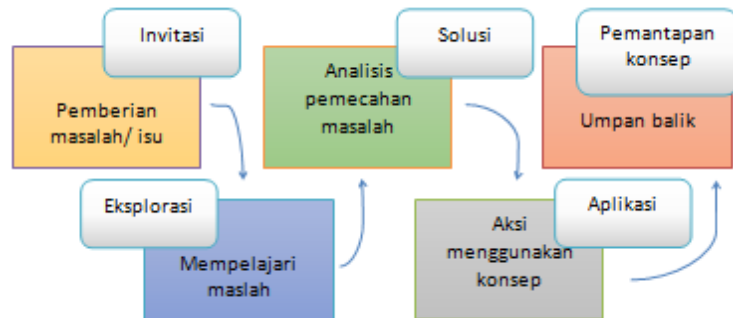 Invitasi
Pemberian
masalah/ isu
Eksplorasi
Mempelajari
maslah
Solusi
Analisis
pemecahan
masalah
Aplikasi
Aksi
menggunakan
konsep
Pemantapan
konsep
Umpan balik